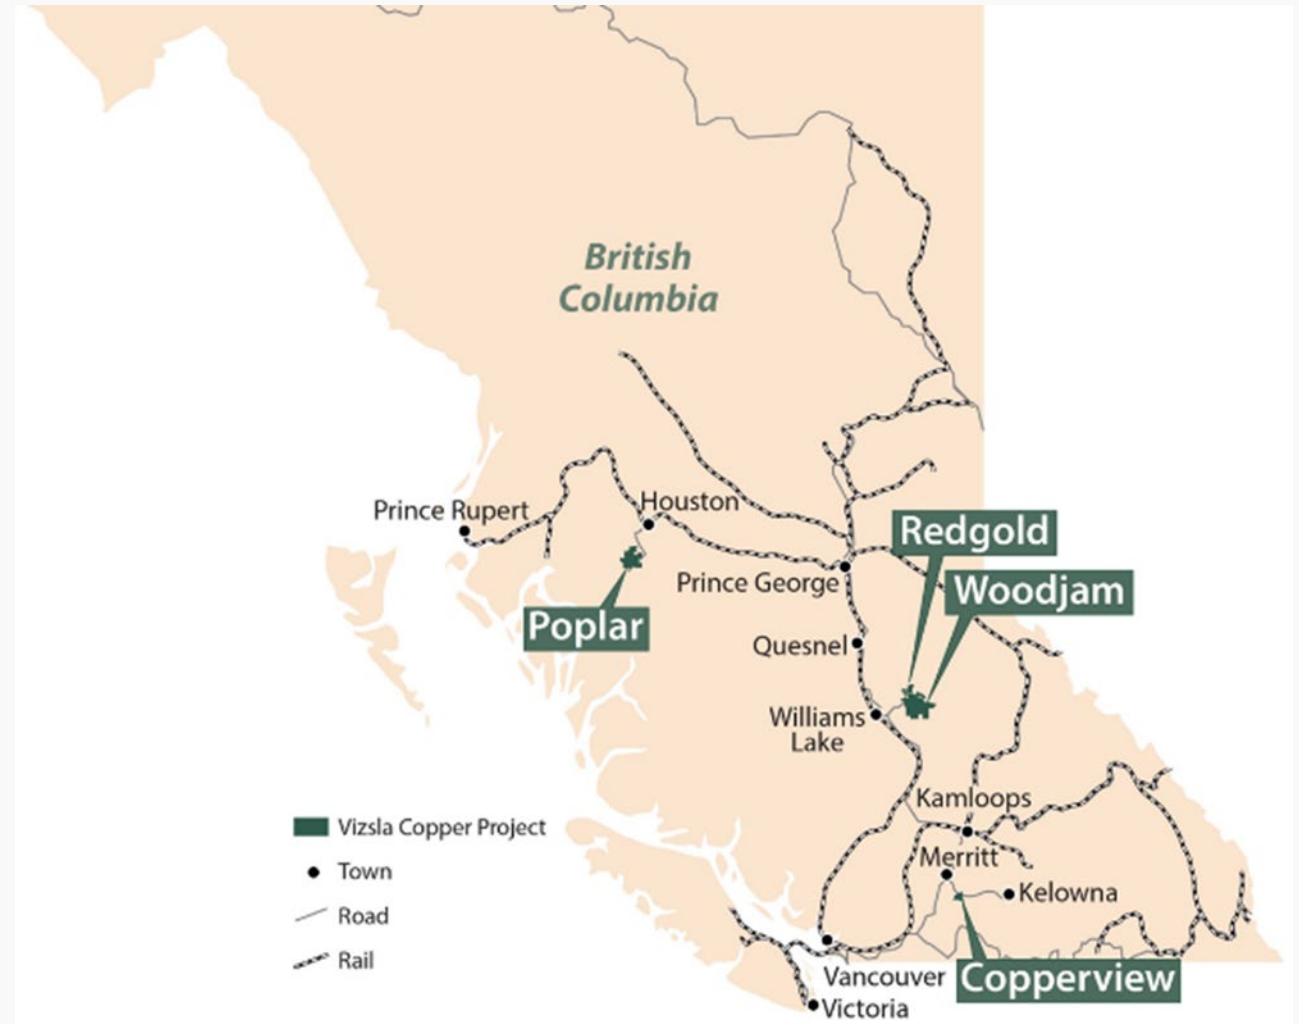 British
Columbia
Prince Rupert
Houston
Redgold
Prince George
Woodjam
Poplar
Quesnel
Williams
Lake
Kamloops
Vizsla Copper Project
Merritt
Town
Kelowna
Road
Rail
Vancouver
Copperview
Victoria